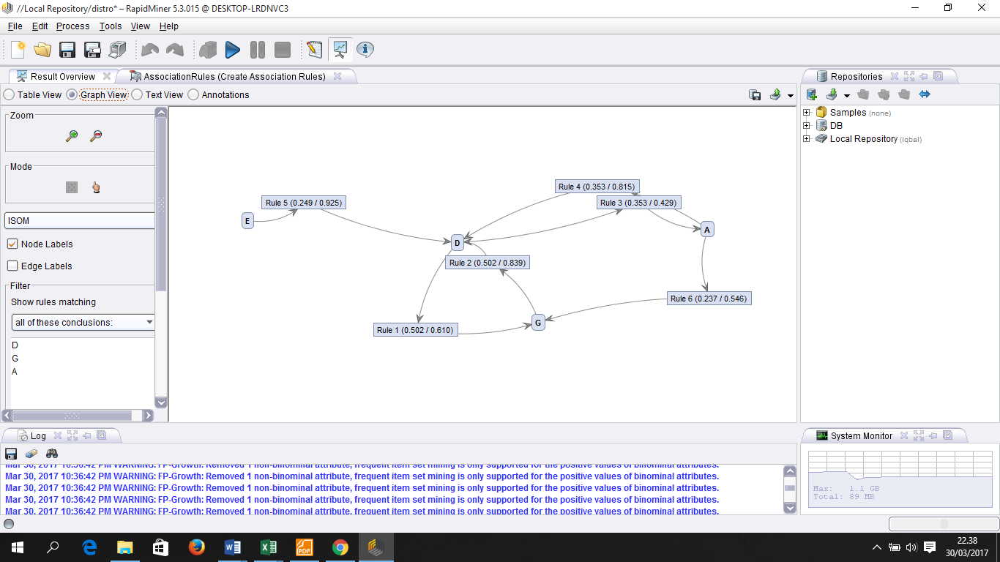 //Local Repository/distro* – RapidMiner 5.3.015 @ DESKTOP-LRDNVC3
File Edit Process Tools View Help
Result Overview
AssociationRules (Create Association Rules)
Repositories
Table View Graph View Text View Annotations
Zoom
Mode
ISOM
Node Labels
Edge Labels
Filter
Show rules matching
all of these conclusions:
D
G
A
Rule 4 (0.353 / 0.815)
Rule 5 (0.249 / 0.925)
Rule 3 (0.353 / 0.429)
E
A
D
Rule 2 (0.502 / 0.839)
Rule 6 (0.237 / 0.546)
G
Rule 1 (0.502 / 0.610)
Samples (none)
DB
Local Repository (iqbal)
Log
Mar 30, 2017 10:36:42 PM WARNING: FP-Growth: Removed 1 non-binominal attribute, frequent item set mining is only supported for the positive values of binominal attributes.
Mar 30, 2017 10:36:42 PM WARNING: FP-Growth: Removed 1 non-binominal attribute, frequent item set mining is only supported for the positive values of binominal attributes.
Mar 30, 2017 10:36:42 PM WARNING: FP-Growth: Removed 1 non-binominal attribute, frequent item set mining is only supported for the positive values of binominal attributes.
Mar 30, 2017 10:36:42 PM WARNING: FP-Growth: Removed 1 non-binominal attribute, frequent item set mining is only supported for the positive values of binominal attributes.
Mar 30, 2017 10:36:42 PM WARNING: FP-Growth: Removed 1 non-binominal attribute, frequent item set mining is only supported for the positive values of binominal attributes.
System Monitor
Max: 1.1 GB
Total: 89 MB
PDF
22.38
30/03/2017